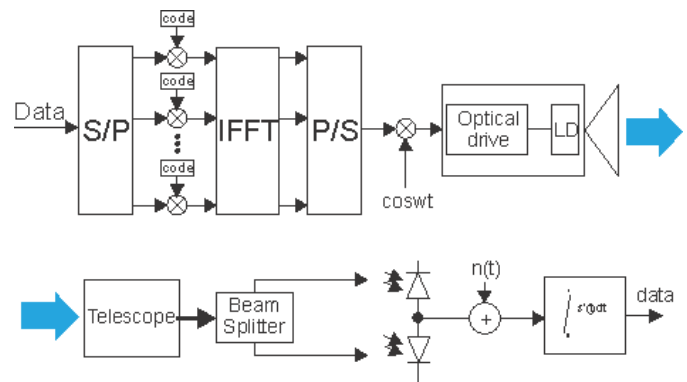 code
code
code
Data
S/P
IFFT
P/S
Optical
drive
LD
coswt
n(t)
Telescope
Beam
Splitter
data